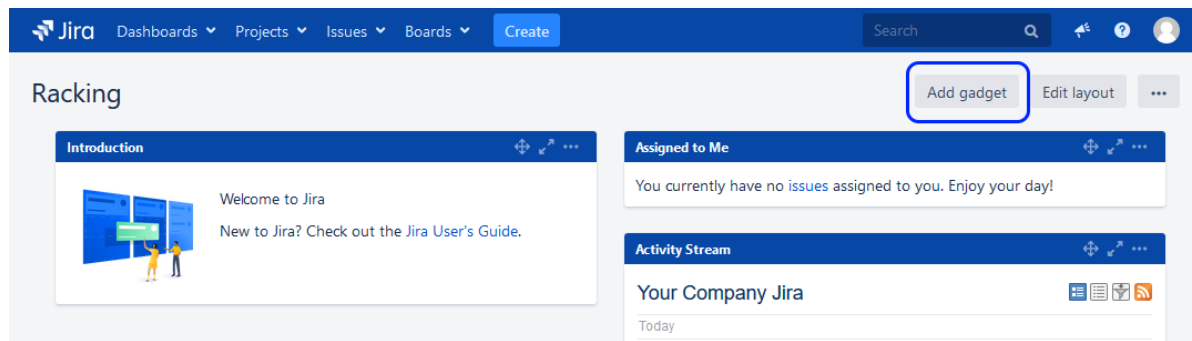 Jira Dashboards Projects Issues Boards Create Search
Racking Add gadget Edit layout
Introduction
Welcome to Jira
New to Jira? Check out the Jira User's Guide.
Assigned to Me
You currently have no issues assigned to you. Enjoy your day!
Activity Stream
Your Company Jira
Today